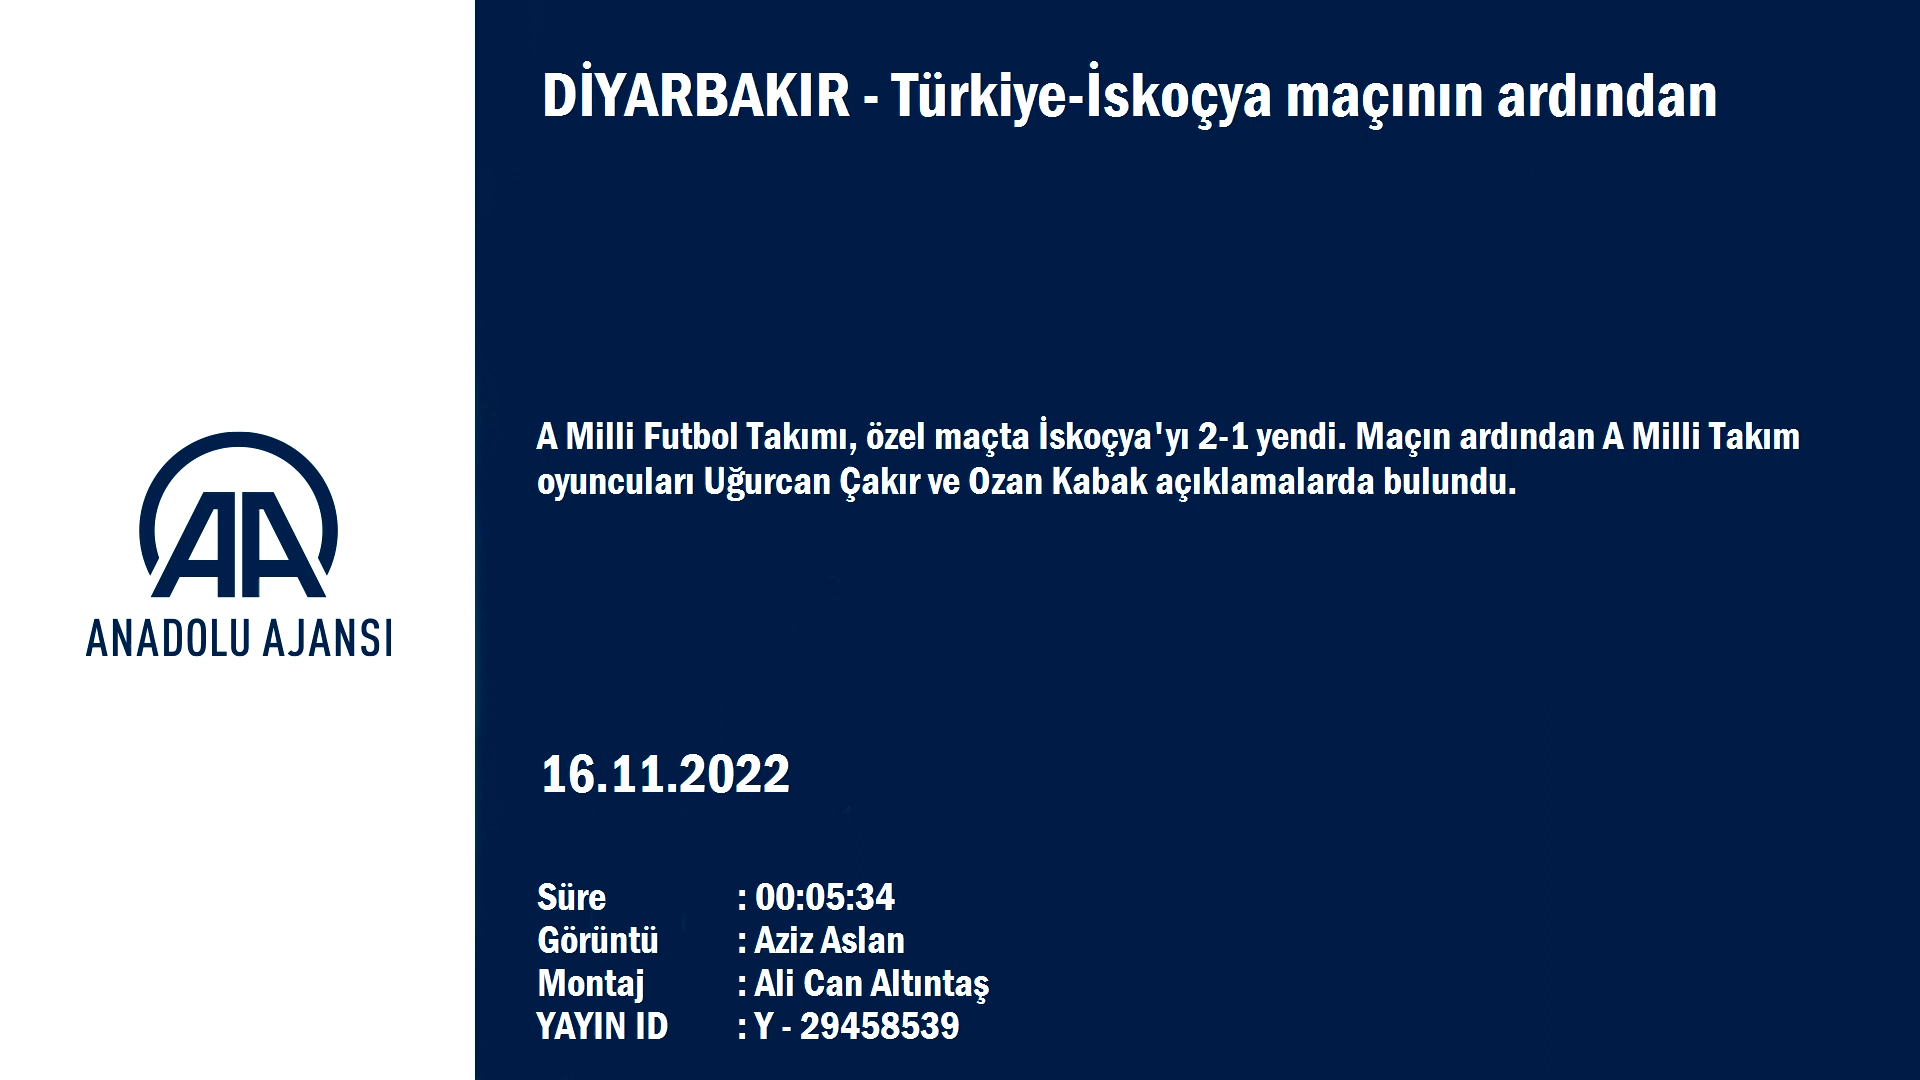 DİYARBAKIR - Türkiye-İskoçya maçının ardından
A Milli Futbol Takımı, özel maçta İskoçya'yı 2-1 yendi. Maçın ardından A Milli Takım
oyuncuları Uğurcan Çakır ve Ozan Kabak açıklamalarda bulundu.
AA
ANADOLU AJANSI
16.11.2022
Süre : 00:05:34
Görüntü : Aziz Aslan
Montaj : Ali Can Altıntaş
YAYIN ID : Y - 29458539